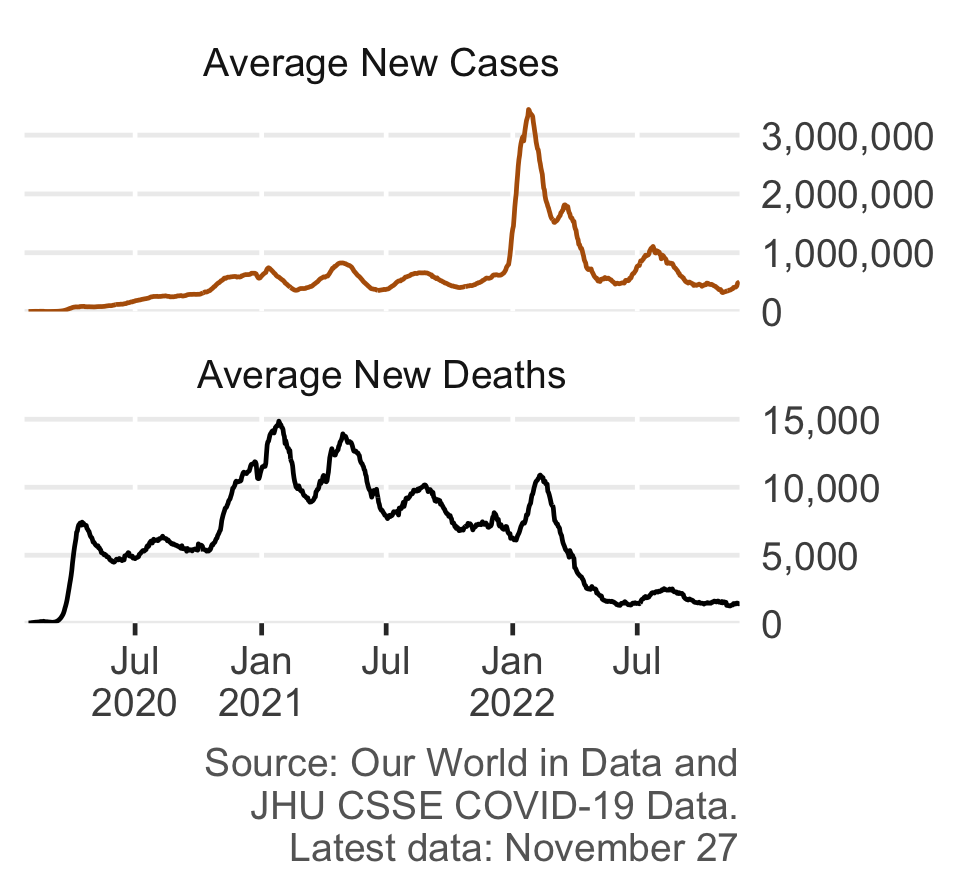 Average New Cases
3,000,000
2,000,000
1,000,000
0
Average New Deaths
15,000
10,000
5,000
0
Jul Jan Jul Jan Jul
2020 2021 2022
Source: Our World in Data and
JHU CSSE COVID-19 Data.
Latest data: November 27